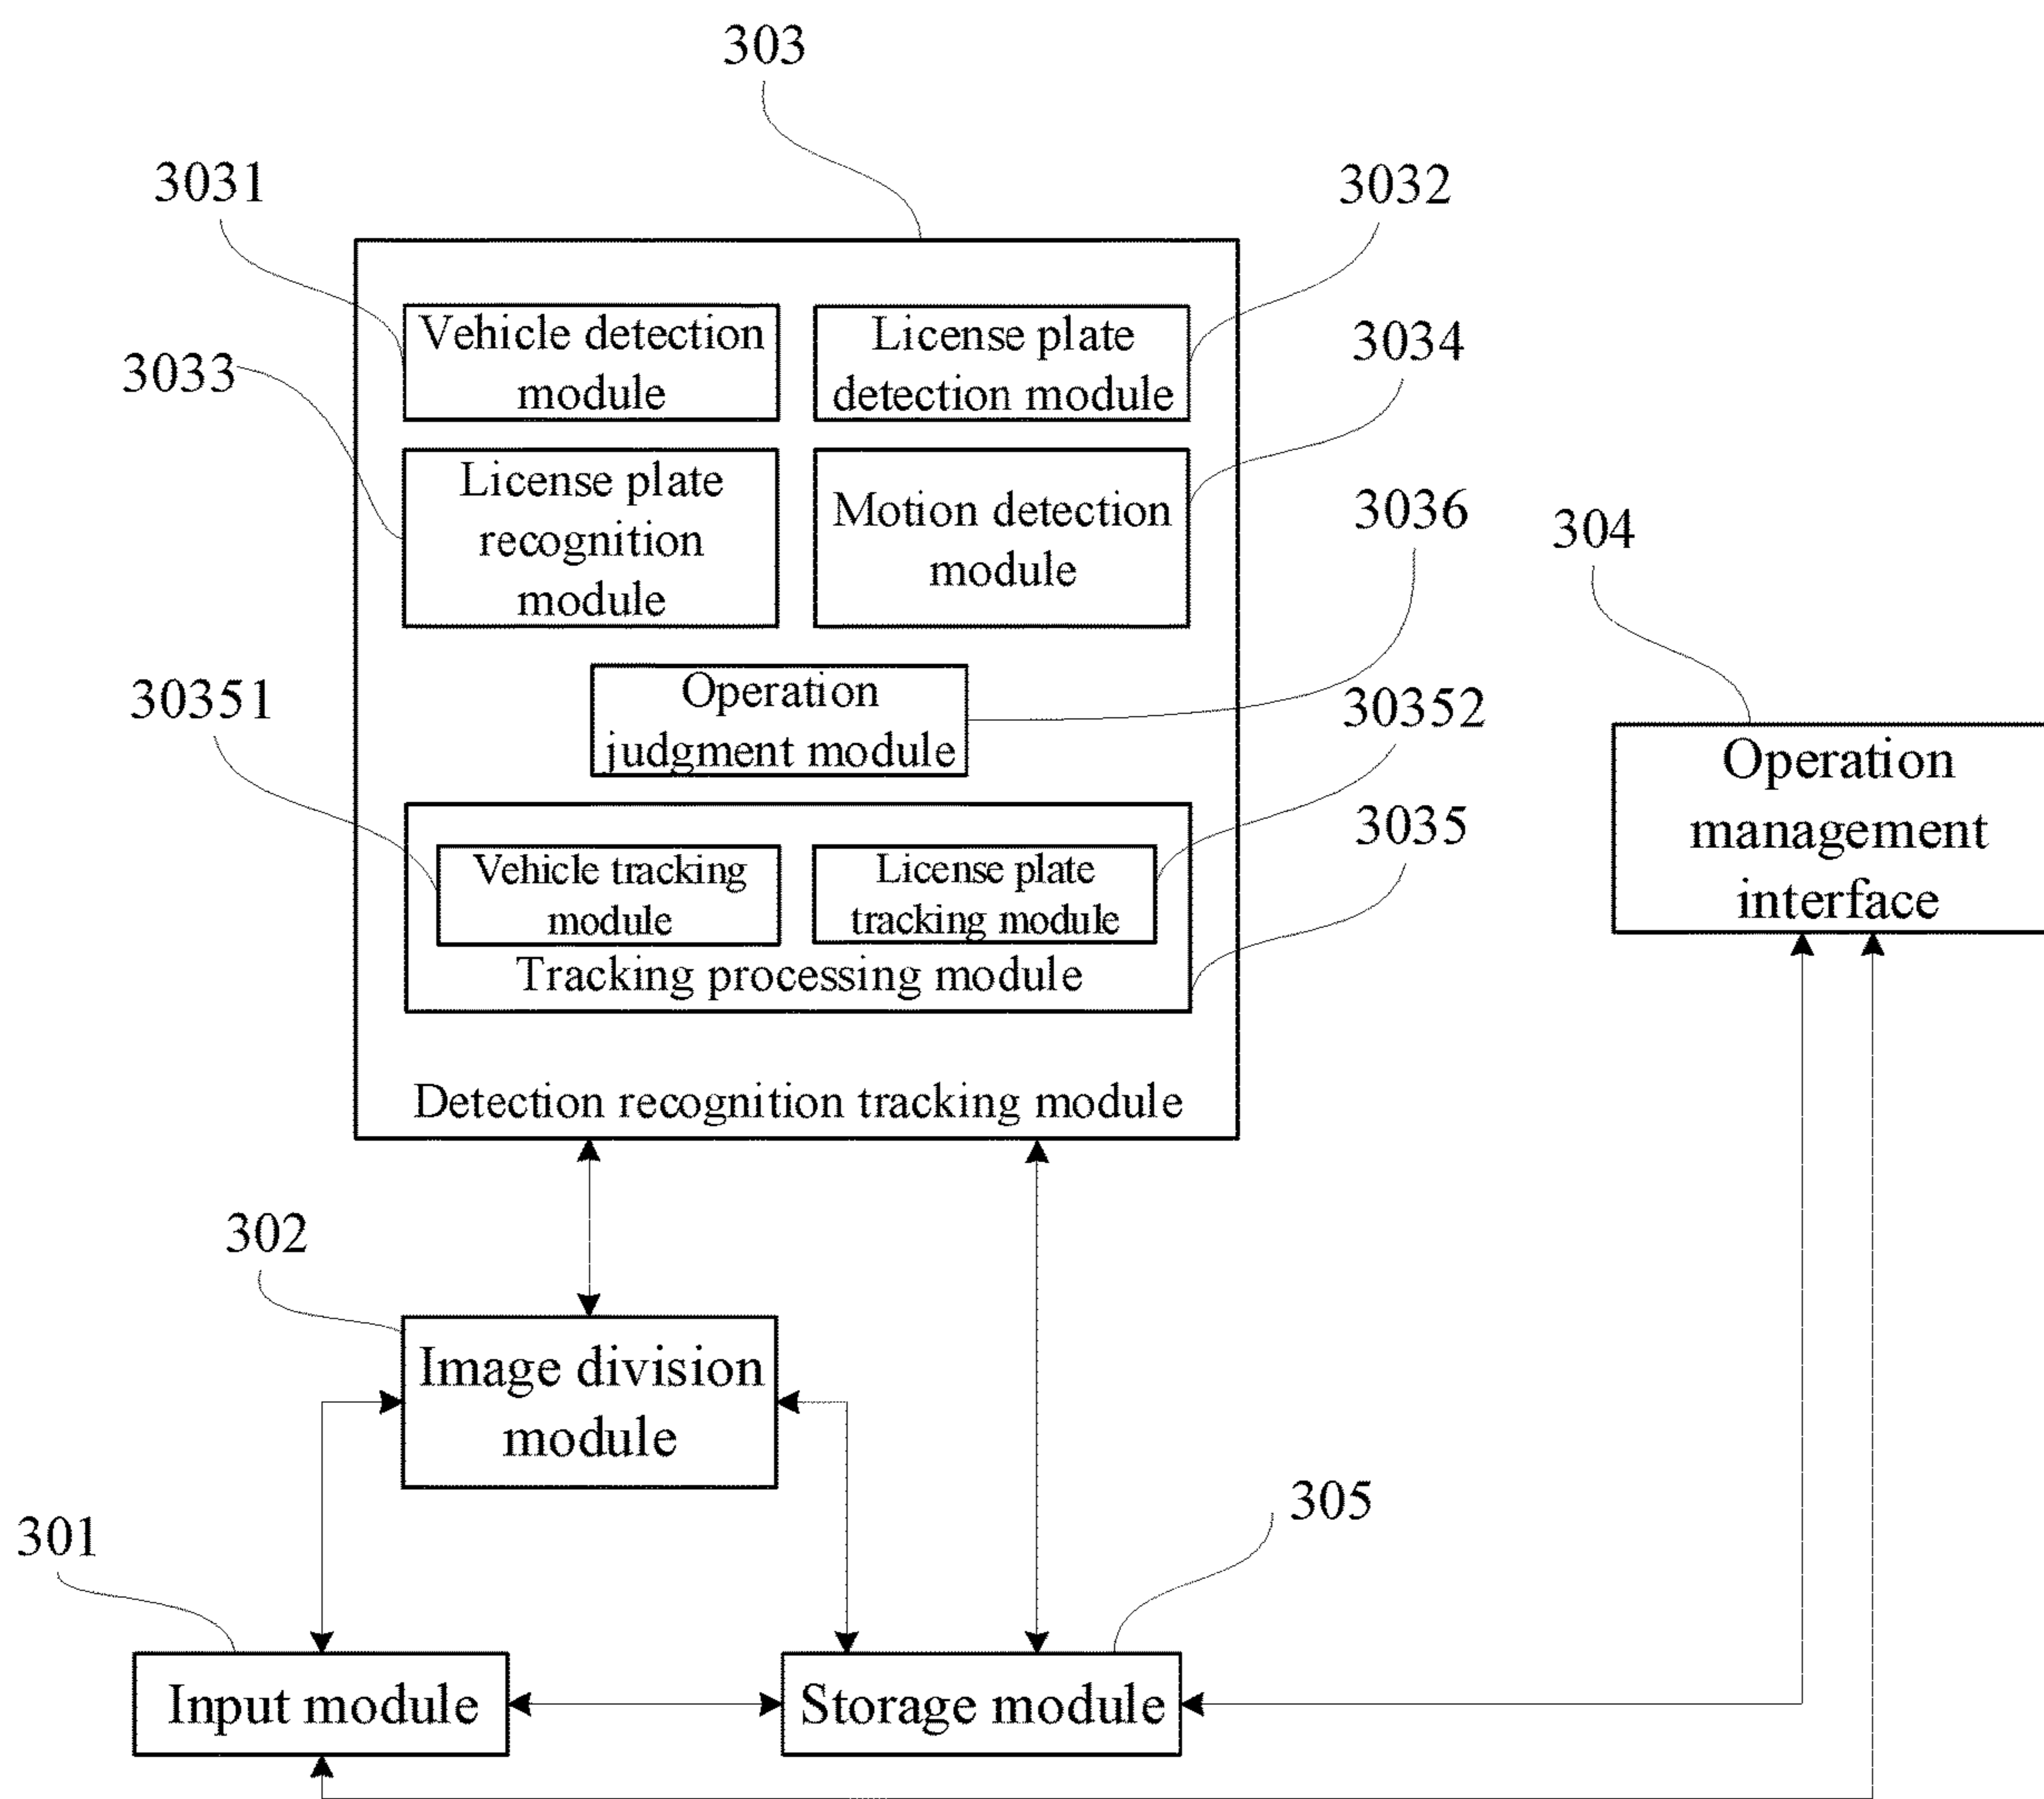 303
3031
3032
Vehicle detection
module
License plate
detection module
3033
3034
License plate
recognition
module
Motion detection
module
3036
304
Operation
judgment module
30351
30352
Operation
management
interface
3035
Vehicle tracking
module
License plate
tracking module
Tracking processing module
Detection recognition tracking module
302
Image division
module
301
305
Input module
Storage module